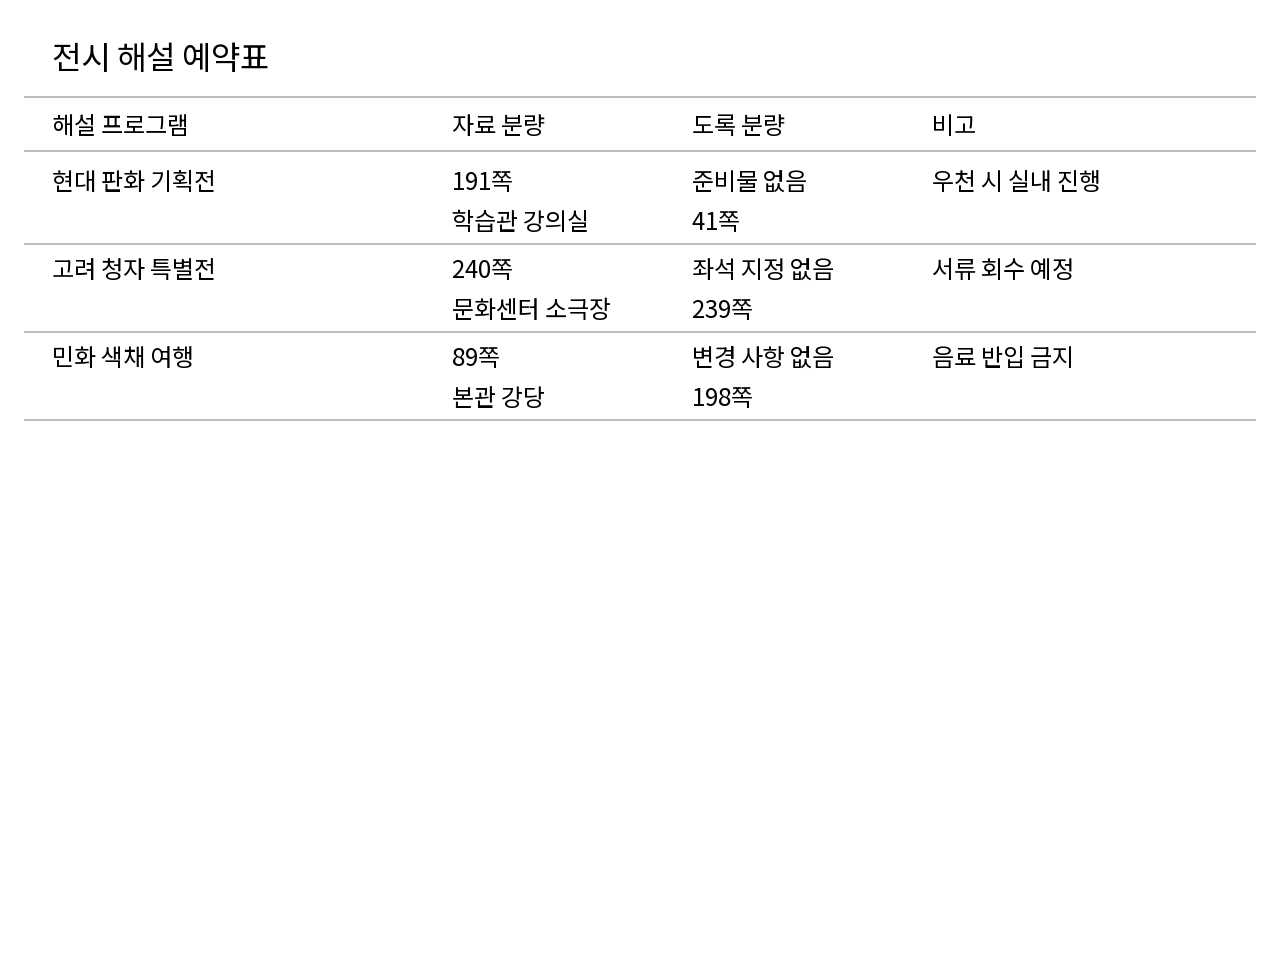 전시 해설 예약표
해설 프로그램 자료 분량 도록 분량 비고
현대 판화 기획전 191쪽 준비물 없음 우천 시 실내 진행
학습관 강의실 41쪽
고려 청자 특별전 240쪽 좌석 지정 없음 서류 회수 예정
문화센터 소극장 239쪽
민화 색채 여행 89쪽 변경 사항 없음 음료 반입 금지
본관 강당 198쪽